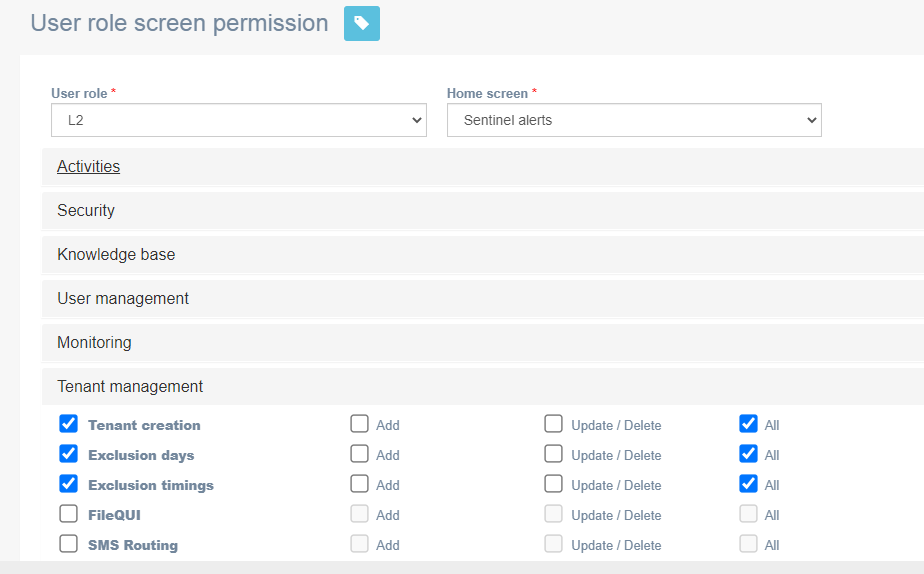 User role screen permission
User role * Home screen *
L2 Sentinel alerts
Activities
Security
Knowledge base
User management
Monitoring
Tenant management
Tenant creation Add Update / Delete All
Exclusion days Add Update / Delete All
Exclusion timings Add Update / Delete All
FileQUI Add Update / Delete All
SMS Routing Add Update / Delete All